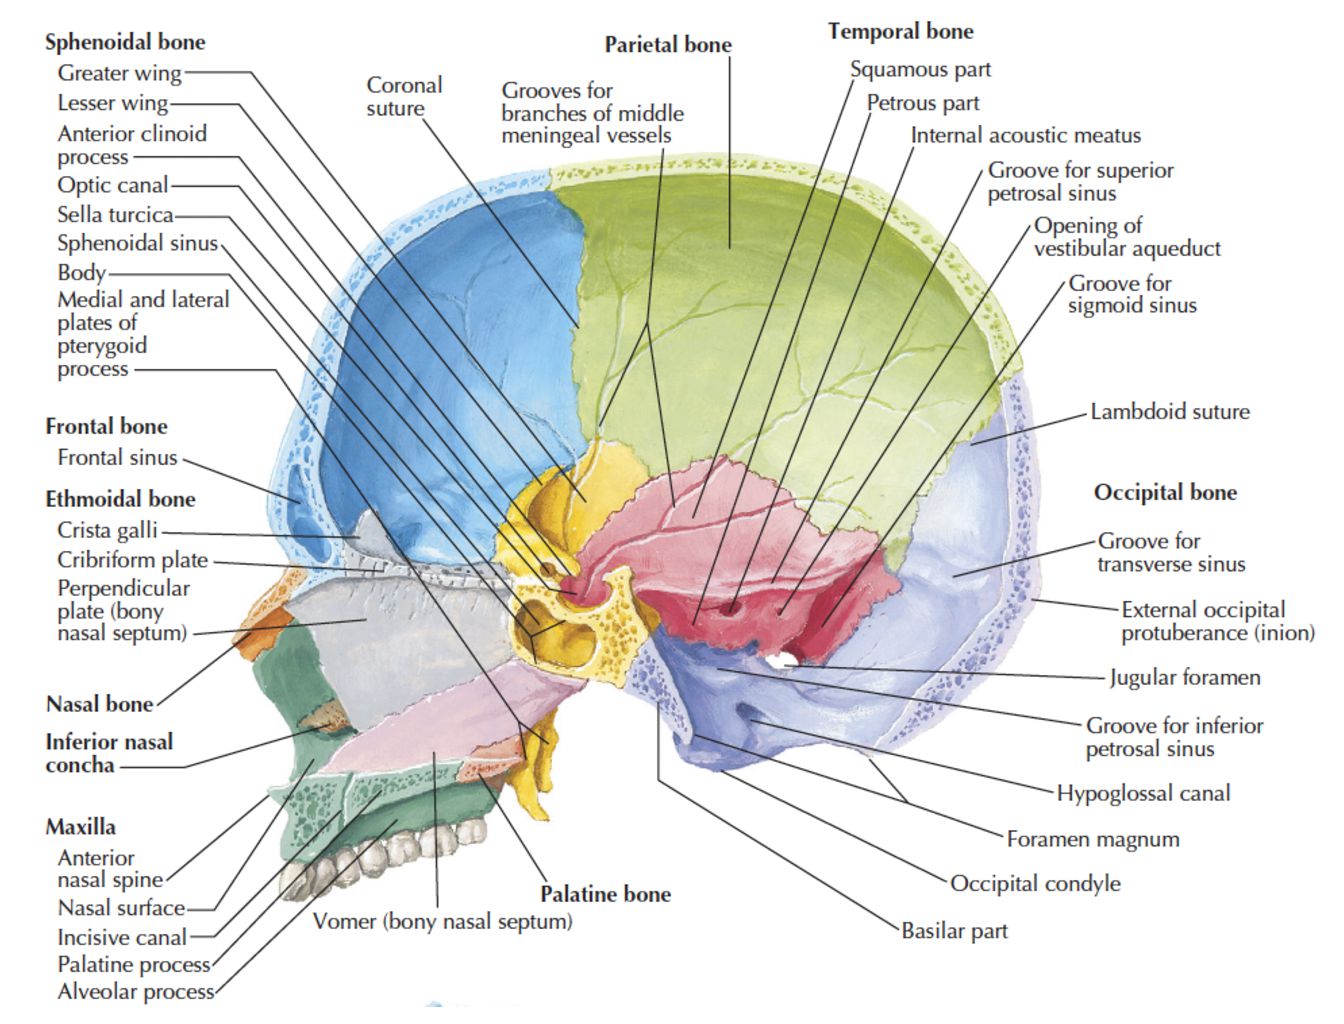 Sphenoidal bone
Greater wing
Lesser wing
Anterior clinoid
process
Optic canal
Sella turcica
Sphenoidal sinus
Body
Medial and lateral
plates of
pterygoid
process
Frontal bone
Frontal sinus
Ethmoidal bone
Crista galli
Cribriform plate
Perpendicular
plate (bony
nasal septum)
Nasal bone
Inferior nasal
concha
Maxilla
Anterior
nasal spine
Nasal surface
Incisive canal
Palatine process
Alveolar process
Coronal
suture
Grooves for
branches of middle
meningeal vessels
Parietal bone
Temporal bone
Squamous part
Petrous part
Internal acoustic meatus
Groove for superior
petrosal sinus
Opening of
vestibular aqueduct
Groove for
sigmoid sinus
Lambdoid suture
Occipital bone
Groove for
transverse sinus
External occipital
protuberance (inion)
Jugular foramen
Groove for inferior
petrosal sinus
Hypoglossal canal
Foramen magnum
Occipital condyle
Basilar part
Palatine bone
Vomer (bony nasal septum)